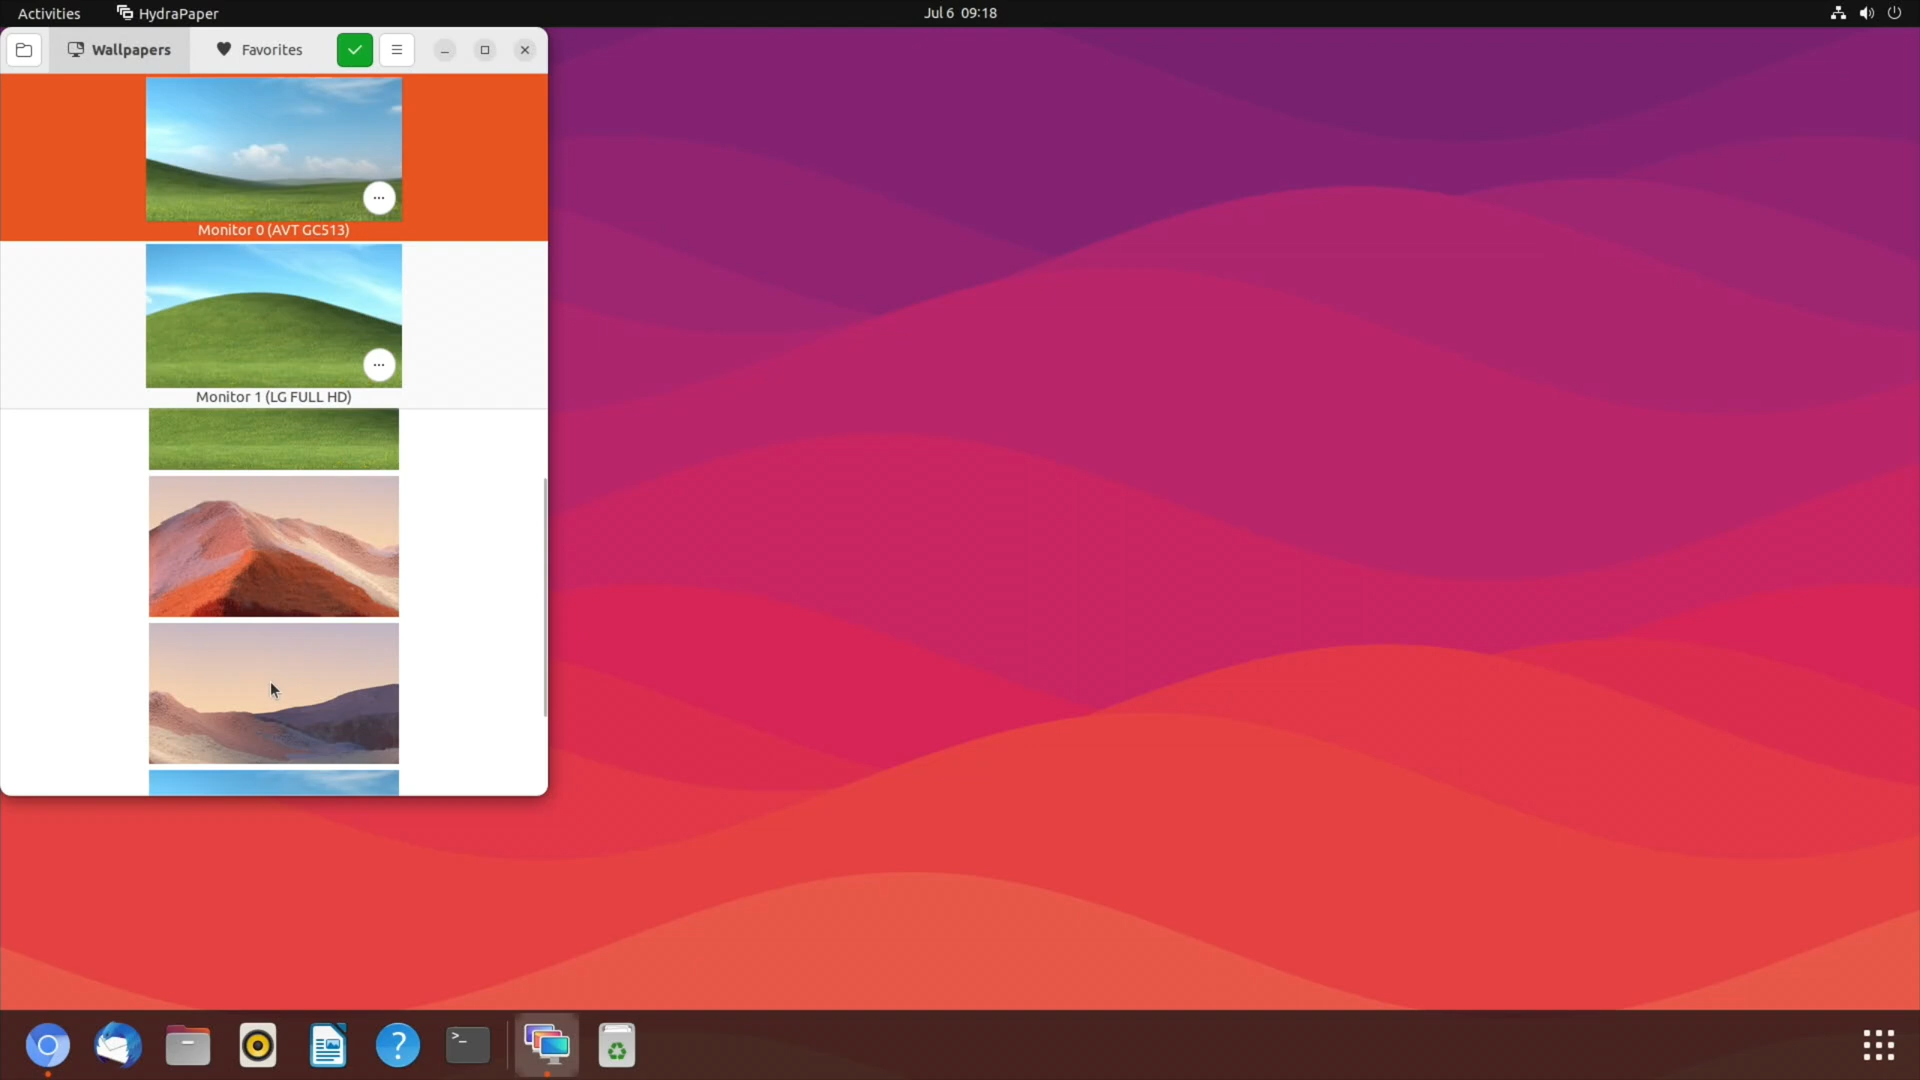 Activities HydraPaper Jul 6 09:18
Wallpapers Favorites
Monitor 0 (AVT GC513)
Monitor 1 (LG FULL HD)